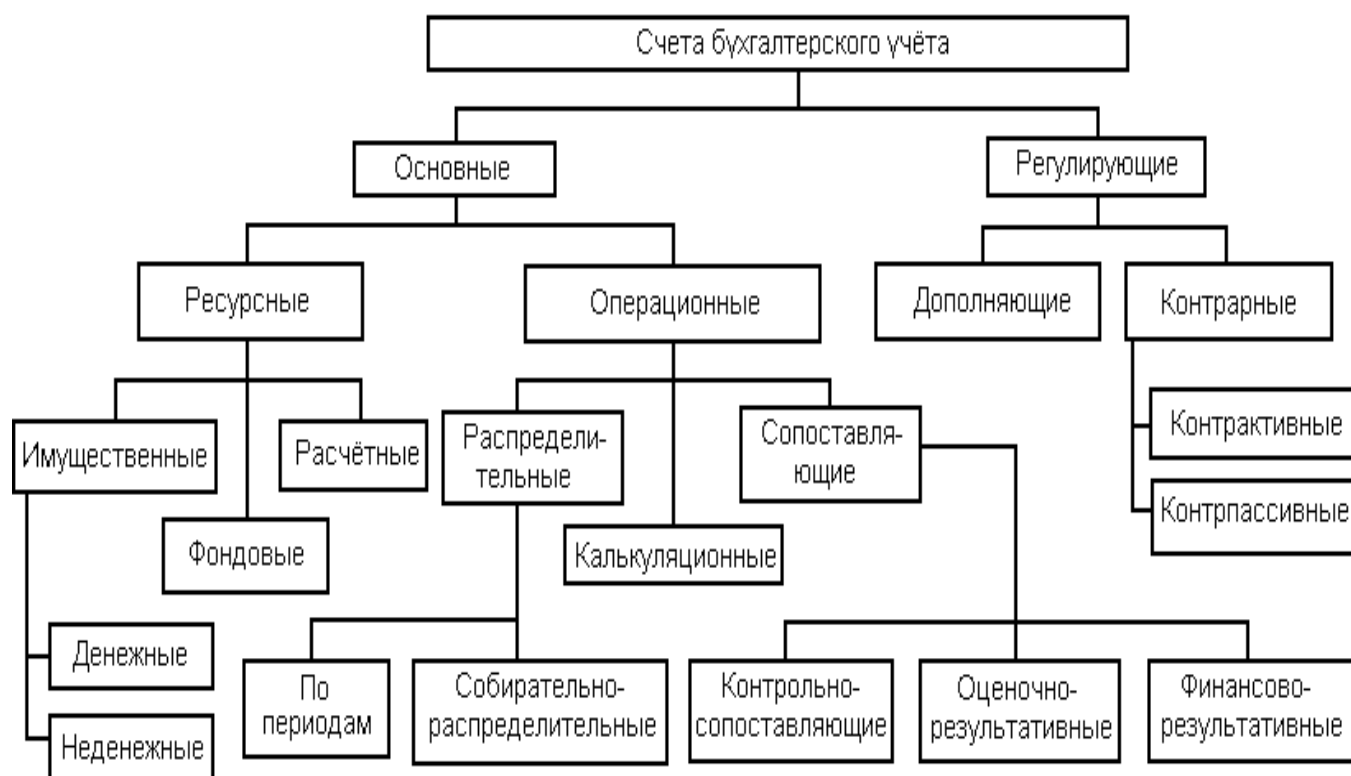 Счета бухгалтерского учёта
Основные
Регулирующие
Ресурсные
Операционные
Дополняющие
Контрарные
Имущественные
Расчётные
Распредели-
тельные
Сопоставля-
ющие
Контрактивные
Контрпассивные
Фондовые
Калькуляционные
Денежные
Неденежные
По
периодам
Собирательно-
распределительные
Контрольно-
сопоставляющие
Оценочно-
результативные
Финансово-
результативные